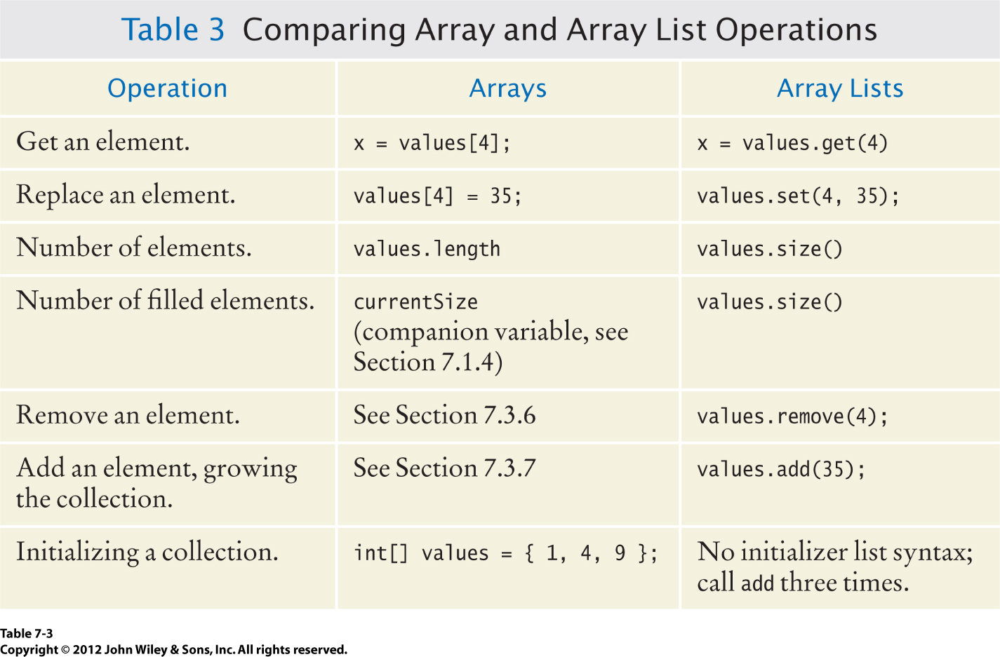 Table 3 Comparing Array and Array List Operations
Operation Arrays Array Lists
Get an element. x = values[4]; x = values.get(4)
Replace an element. values[4] = 35; values.set(4, 35);
Number of elements. values.length values.size()
Number of filled elements. currentSize values.size()
(companion variable, see
Section 7.1.4)
Remove an element. See Section 7.3.6 values.remove(4);
Add an element, growing See Section 7.3.7 values.add(35);
the collection.
Initializing a collection. int[] values = { 1, 4, 9 }; No initializer list syntax;
call add three times.
Table 7-3
Copyright © 2012 John Wiley & Sons, Inc. All rights reserved.